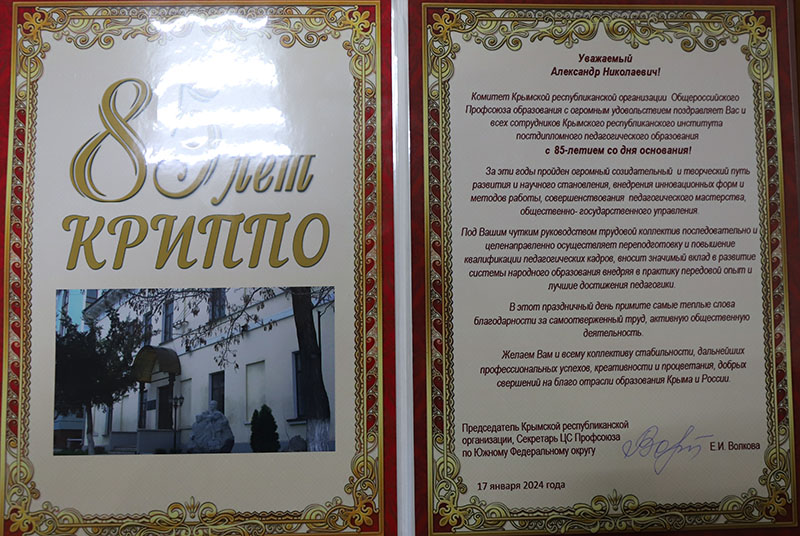 85 лет
КРИППО
Уважаемый
Александр Николаевич!
Комитет Крымской республиканской организации Общероссийского
Профсоюза образования с огромным удовольствием поздравляет Вас и
всех сотрудников Крымского республиканского института
постдипломного педагогического образования
с 85-летием со дня основания!
За эти годы пройден огромный созидательный и творческий путь
развития и научного становления, внедрения инновационных форм и
методов работы, совершенствования педагогического мастерства,
общественно- государственного управления.
Под Вашим чутким руководством трудовой коллектив последовательно и
целенаправленно осуществляет переподготовку и повышение
квалификации педагогических кадров, вносит значимый вклад в развитие
системы народного образования внедряя в практику передовой опыт и
лучшие достижения педагогики.
В этот праздничный день примите самые теплые слова
благодарности за самоотверженный труд, активную общественную
деятельность.
Желаем Вам и всему коллективу стабильности, дальнейших
профессиональных успехов, креативности и процветания, добрых
свершений на благо отрасли образования Крыма и России.
Председатель Крымской республиканской
организации, Секретарь ЦС Профсоюза
по Южному Федеральному округу Е.И. Волкова
17 января 2024 года